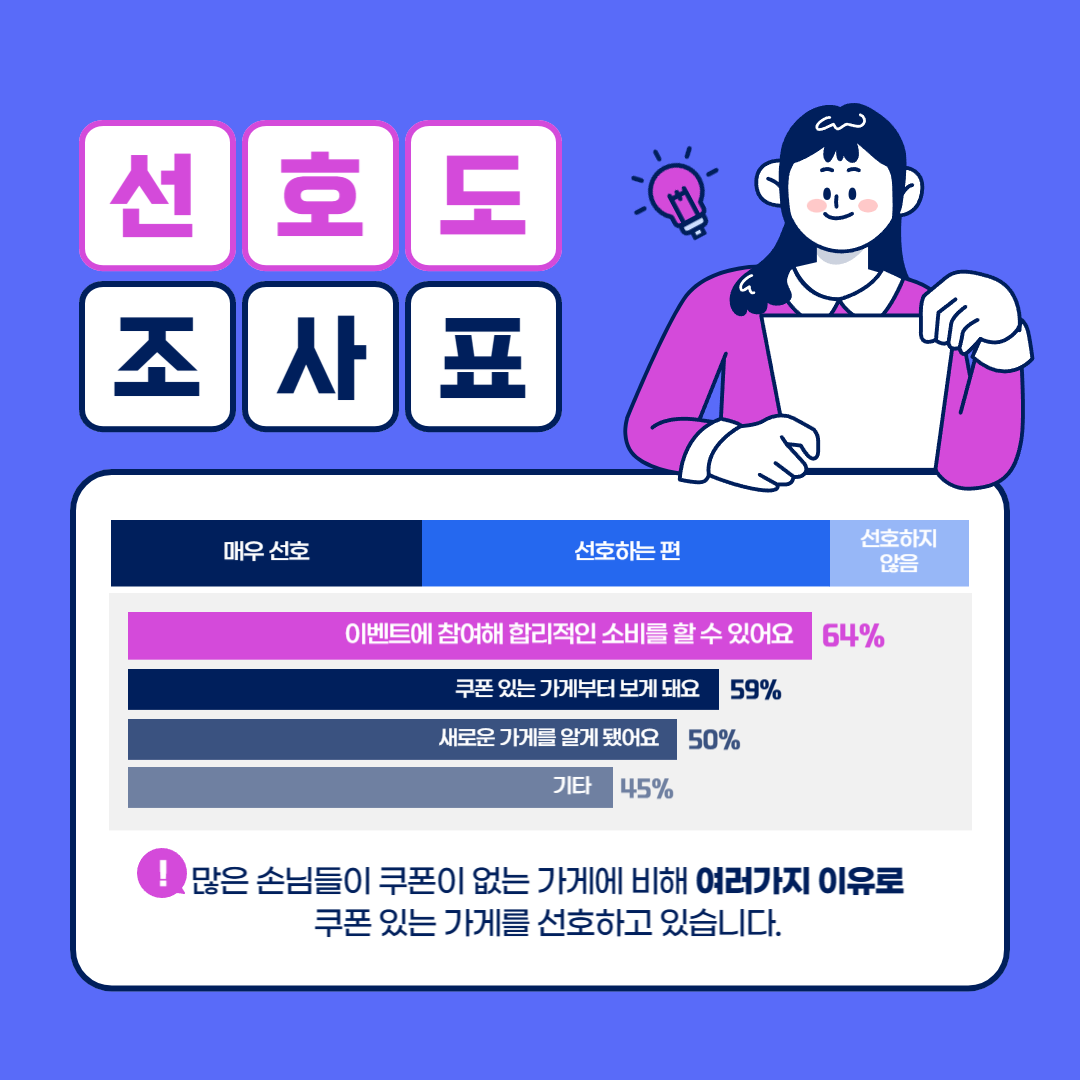 선호도
조사표
매우 선호
선호하는 편
선호하지
않음
이벤트에 참여해 합리적인 소비를 할 수 있어요 64%
쿠폰 있는 가게부터 보게 돼요 59%
새로운 가게를 알게 됐어요 50%
기타 45%
! 많은 손님들이 쿠폰이 없는 가게에 비해 여러가지 이유로
쿠폰 있는 가게를 선호하고 있습니다.